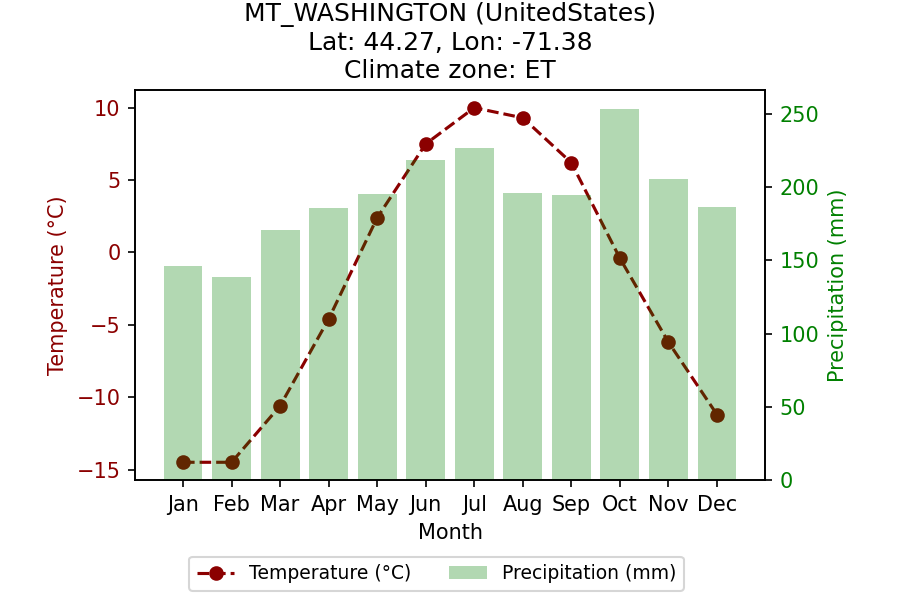 MT_WASHINGTON (UnitedStates)
Lat: 44.27, Lon: -71.38
Climate zone: ET
10
5
0
−5
−10
−15
Temperature (°C)
250
200
150
100
50
0
Precipitation (mm)
Jan Feb Mar Apr May Jun Jul Aug Sep Oct Nov Dec
Month
Temperature (°C) Precipitation (mm)